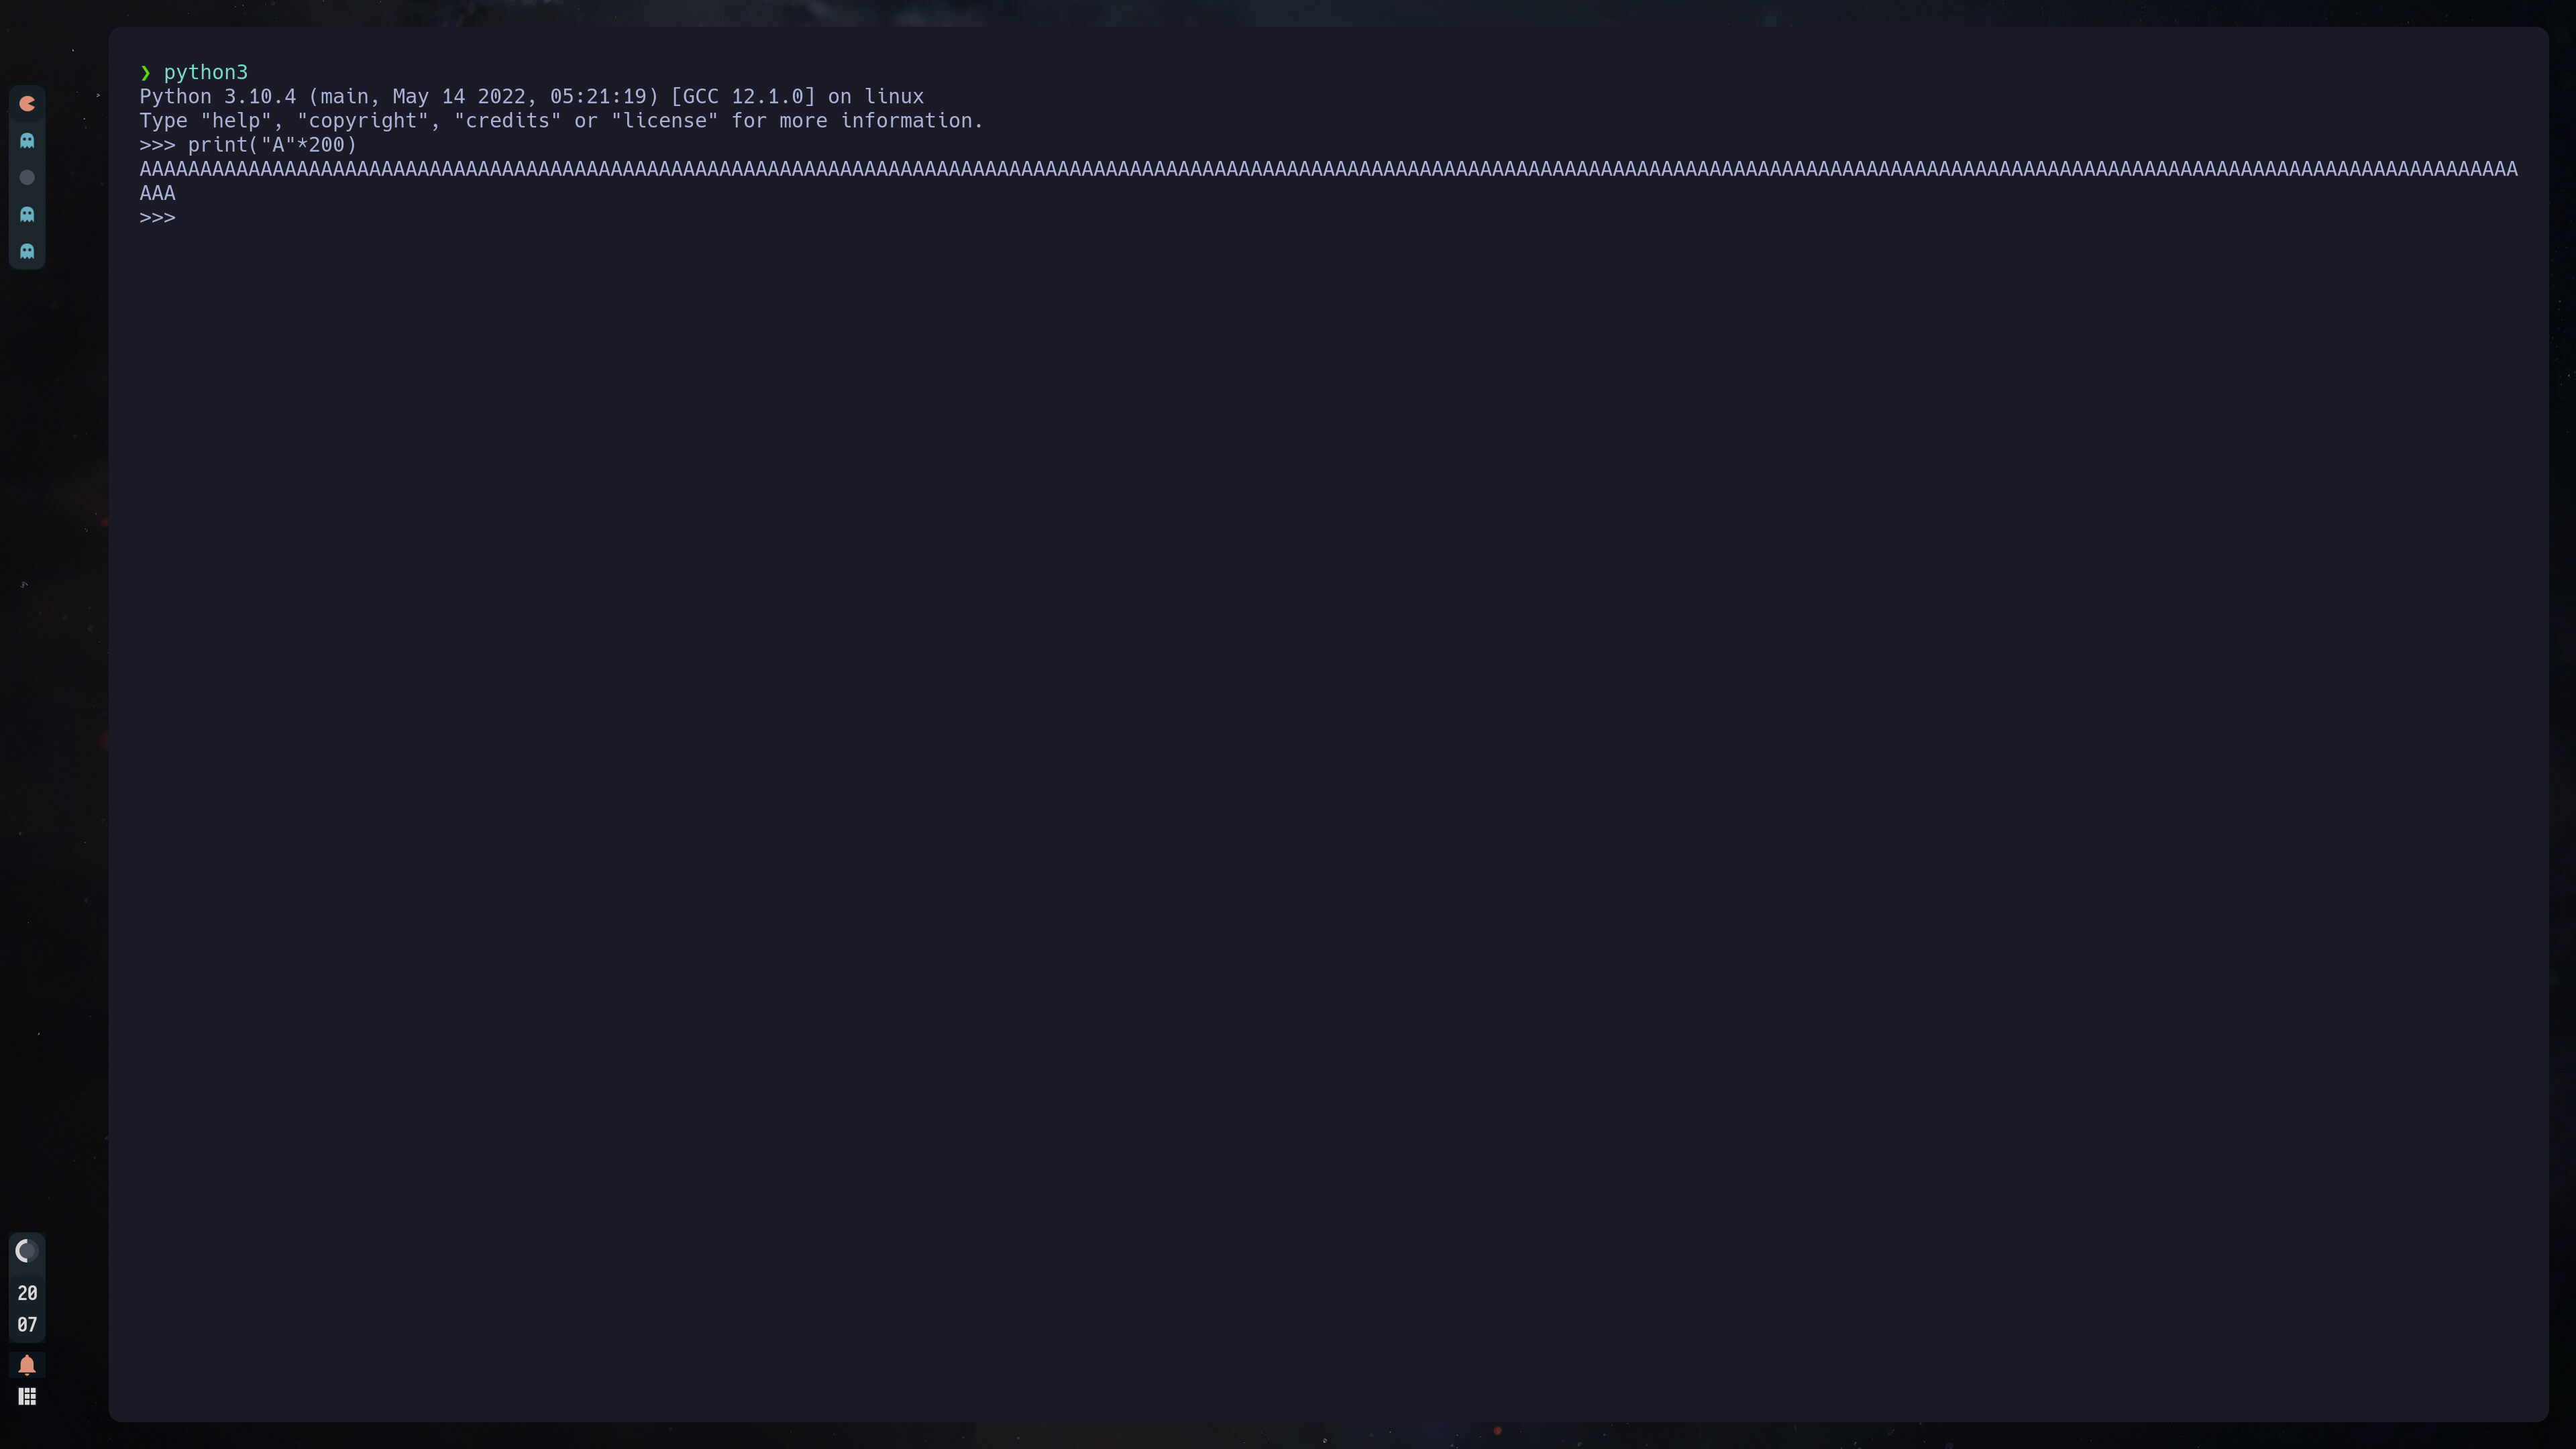 ❯ python3
Python 3.10.4 (main, May 14 2022, 05:21:19) [GCC 12.1.0] on linux
Type "help", "copyright", "credits" or "license" for more information.
>>> print("A"*200)
AAAAAAAAAAAAAAAAAAAAAAAAAAAAAAAAAAAAAAAAAAAAAAAAAAAAAAAAAAAAAAAAAAAAAAAAAAAAAAAAAAAAAAAAAAAAAAAAAAAAAAAAAAAAAAAAAAAAAAAAAAAAAAAAAAAAAAAAAAAAAAAAAAAAAAAAAAAAAAAAAAAAAAAAAAAAAAAAAAAAAAAAAAAAAAAAA
AAA
>>>
20
07